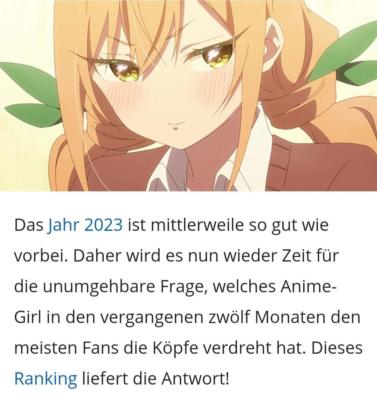 Das Jahr 2023 ist mittlerweile so gut wie
vorbei. Daher wird es nun wieder Zeit für
die unumgehbare Frage, welches Anime-
Girl in den vergangenen zwölf Monaten den
meisten Fans die Köpfe verdreht hat. Dieses
Ranking liefert die Antwort!